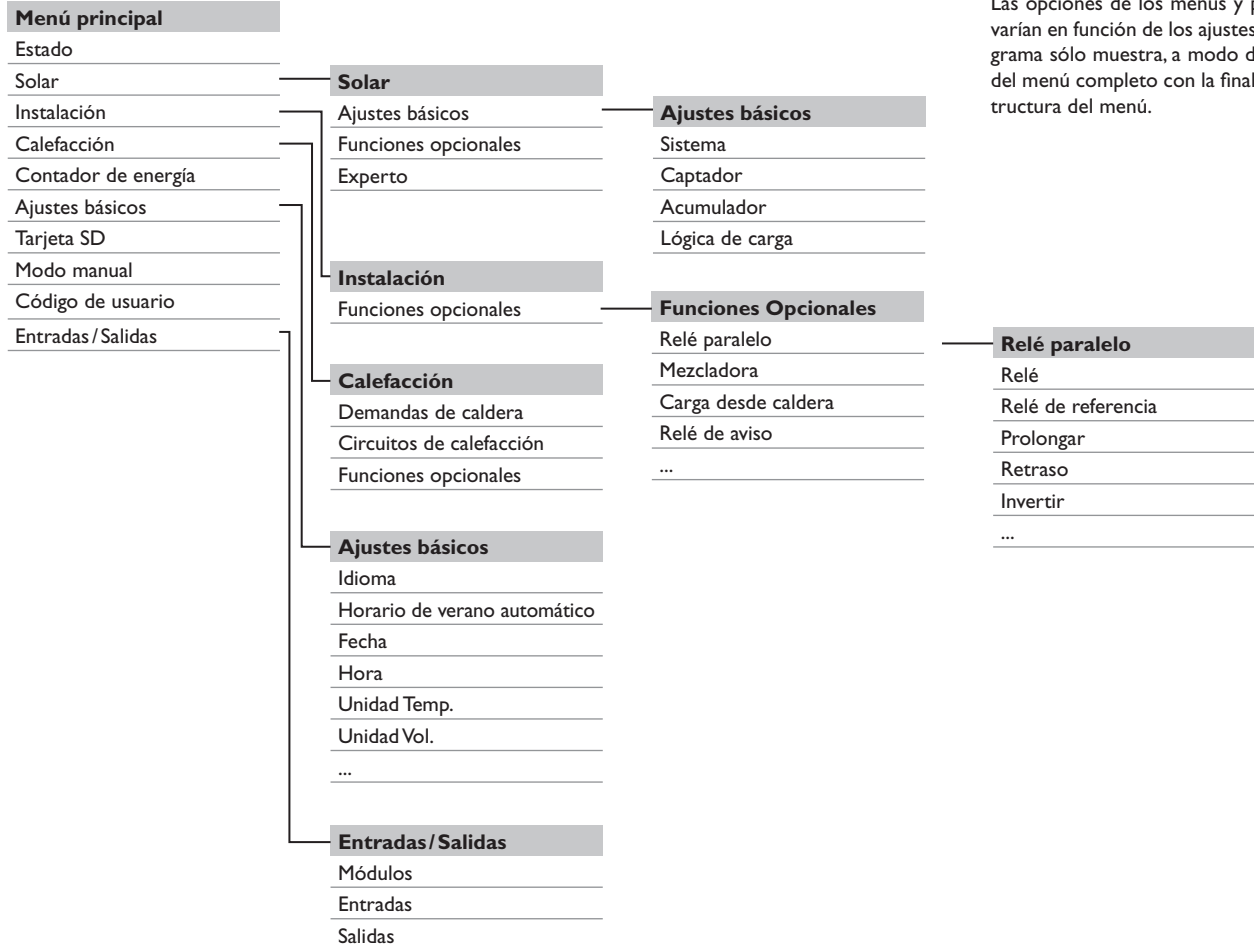 Menú principal
Estado
Solar
Instalación
Calefacción
Contador de energía
Ajustes básicos
Tarjeta SD
Modo manual
Código de usuario
Entradas / Salidas
Solar
Ajustes básicos
Funciones opcionales
Experto
Instalación
Funciones opcionales
Calefacción
Demandas de caldera
Circuitos de calefacción
Funciones opcionales
Ajustes básicos
Idioma
Horario de verano automático
Fecha
Hora
Unidad Temp.
Unidad Vol.
...
Entradas / Salidas
Módulos
Entradas
Salidas
Ajustes básicos
Sistema
Captador
Acumulador
Lógica de carga
Funciones Opcionales
Relé paralelo
Mezcladora
Carga desde caldera
Relé de aviso
...
Relé paralelo
Relé
Relé de referencia
Prolongar
Retraso
Invertir
...
Las opciones de los menús y
varían en función de los ajustes
grama sólo muestra, a modo
del menú completo con la
tructura del menú.